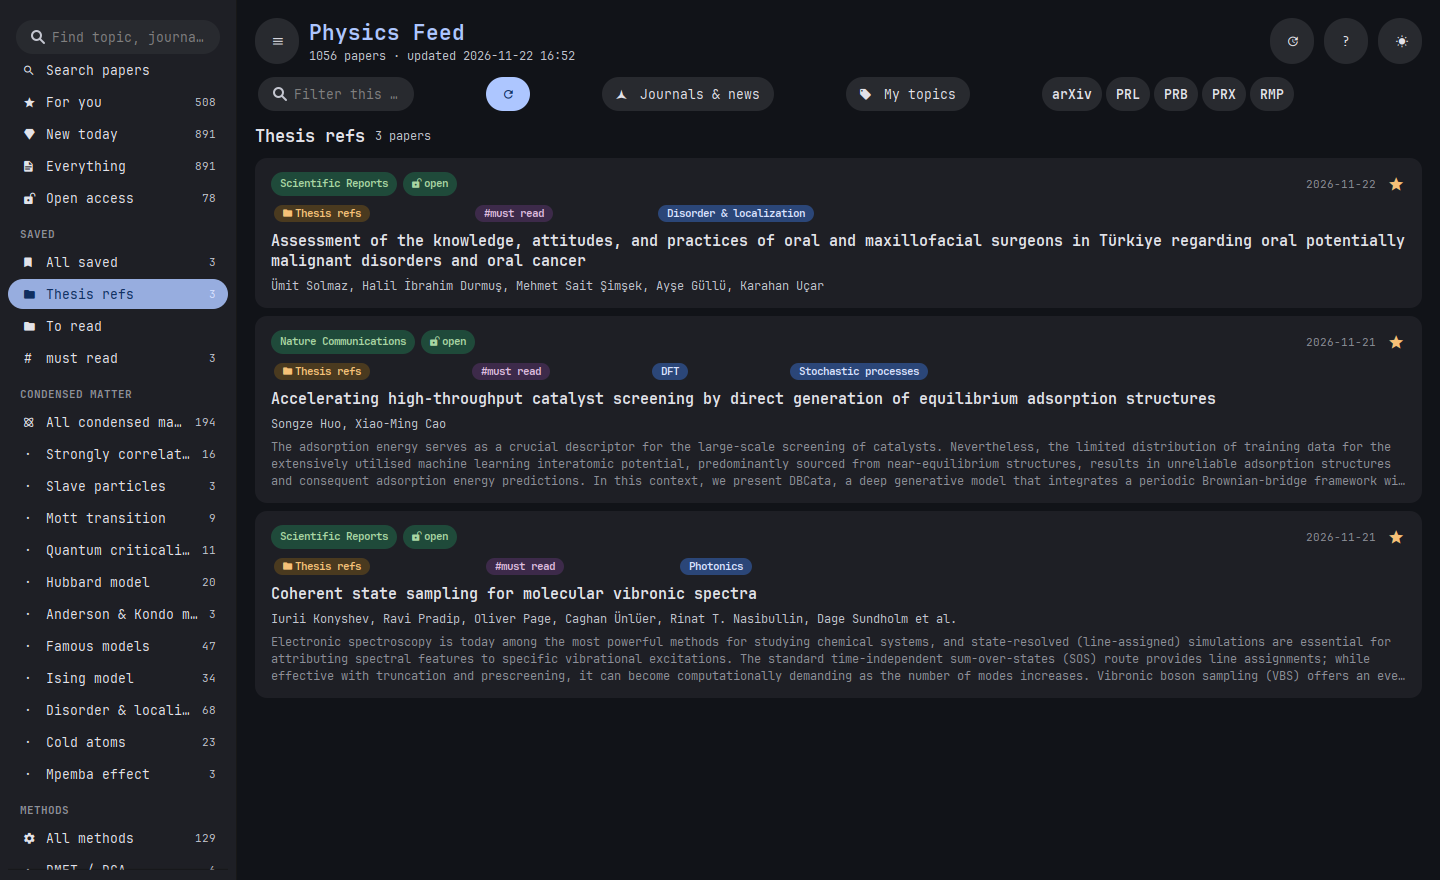 Find topic, journa…
Search papers
For you 508
New today 891
Everything 891
Open access 78
SAVED
All saved 3
Thesis refs 3
To read
# must read 3
CONDENSED MATTER
All condensed ma… 194
· Strongly correlat… 16
· Slave particles 3
· Mott transition 9
· Quantum criticali… 11
· Hubbard model 20
· Anderson & Kondo m… 3
· Famous models 47
· Ising model 34
· Disorder & locali… 68
· Cold atoms 23
· Mpemba effect 3
METHODS
All methods 129
Physics Feed
1056 papers · updated 2026-11-22 16:52
?
Filter this …
Journals & news
My topics
arXiv PRL PRB PRX RMP
Thesis refs 3 papers
Scientific Reports open 2026-11-22
Thesis refs #must read Disorder & localization
Assessment of the knowledge, attitudes, and practices of oral and maxillofacial surgeons in Türkiye regarding oral potentially
malignant disorders and oral cancer
Ümit Solmaz, Halil İbrahim Durmuş, Mehmet Sait Şimşek, Ayşe Güllü, Karahan Uçar
Nature Communications open 2026-11-21
Thesis refs #must read DFT Stochastic processes
Accelerating high-throughput catalyst screening by direct generation of equilibrium adsorption structures
Songze Huo, Xiao-Ming Cao
The adsorption energy serves as a crucial descriptor for the large-scale screening of catalysts. Nevertheless, the limited distribution of training data for the
extensively utilised machine learning interatomic potential, predominantly sourced from near-equilibrium structures, results in unreliable adsorption structures
and consequent adsorption energy predictions. In this context, we present DBCata, a deep generative model that integrates a periodic Brownian-bridge framework wi…
Scientific Reports open 2026-11-21
Thesis refs #must read Photonics
Coherent state sampling for molecular vibronic spectra
Iurii Konyshev, Ravi Pradip, Oliver Page, Caghan Ünlüer, Rinat T. Nasibullin, Dage Sundholm et al.
Electronic spectroscopy is today among the most powerful methods for studying chemical systems, and state-resolved (line-assigned) simulations are essential for
attributing spectral features to specific vibrational excitations. The standard time-independent sum-over-states (SOS) route provides line assignments; while
effective with truncation and prescreening, it can become computationally demanding as the number of modes increases. Vibronic boson sampling (VBS) offers an eve…